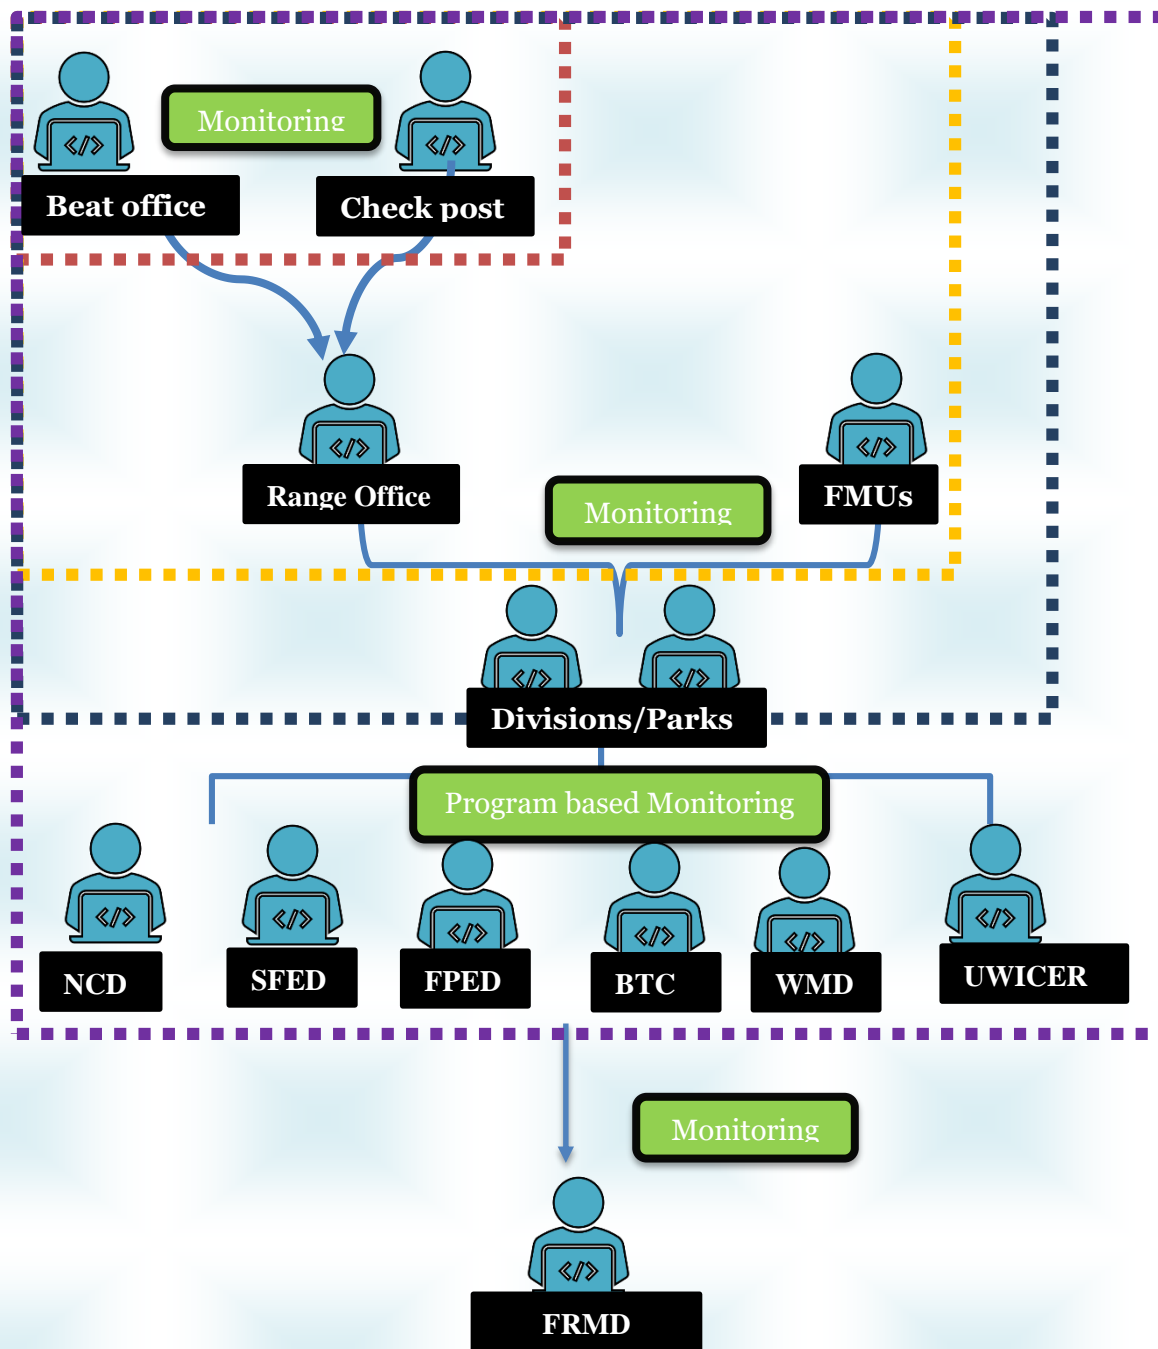 Monitoring
</>
</>
Beat office
Check post
</>
</>
Range Office
Monitoring
FMUs
</>
</>
Divisions/Parks
Program based Monitoring
</>
</>
</>
</>
</>
</>
NCD
SFED
FPED
BTC
WMD
UWICER
Monitoring
</>
FRMD